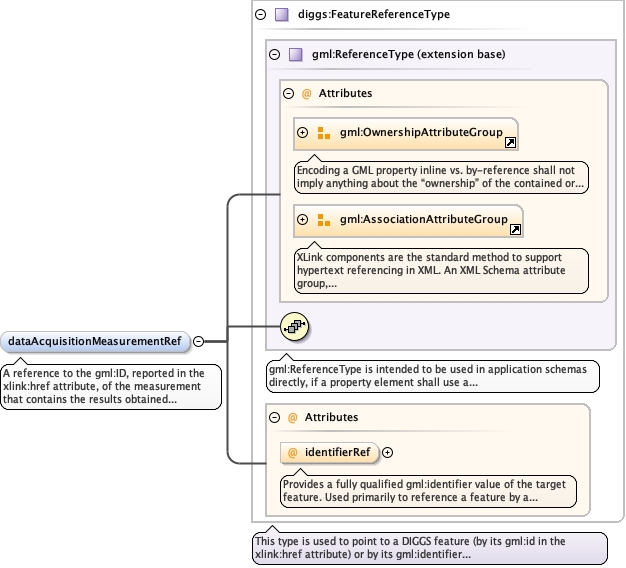 diggs:FeatureReferenceType
gml:ReferenceType (extension base)
@ Attributes
gml:OwnershipAttributeGroup
Encoding a GML property inline vs. by-reference shall not
imply anything about the “ownership” of the contained or...
gml:AssociationAttributeGroup
XLink components are the standard method to support
hypertext referencing in XML. An XML Schema attribute
group,...
dataAcquisitionMeasurementRef
A reference to the gml:ID, reported in the
xlink:href attribute, of the measurement
that contains the results obtained...
gml:ReferenceType is intended to be used in application schemas
directly, if a property element shall use a...
@ Attributes
@ identifierRef
Provides a fully qualified gml:identifier value of the target
feature. Used primarily to reference a feature by a...
This type is used to point to a DIGGS feature (by its gml:id in the
xlink:href attribute) or by its gml:identifier...